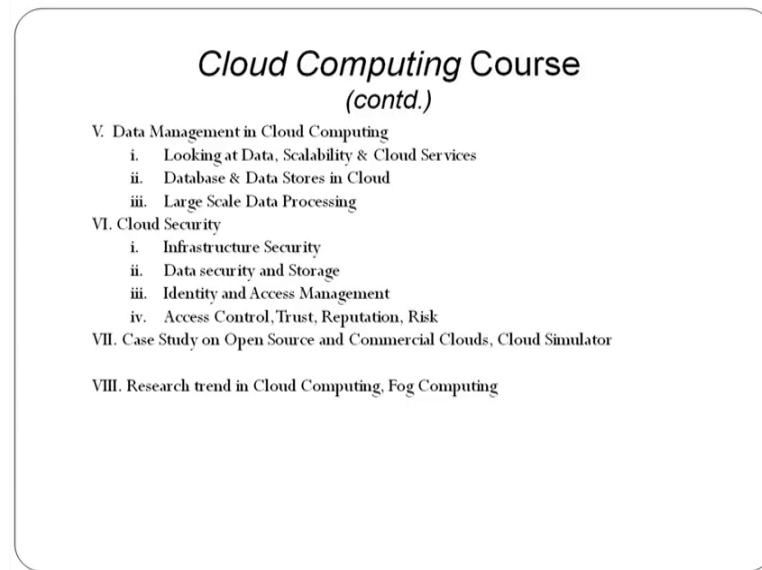 Cloud Computing Course
(contd.)
V. Data Management in Cloud Computing
i. Looking at Data, Scalability & Cloud Services
ii. Database & Data Stores in Cloud
iii. Large Scale Data Processing
VI. Cloud Security
i. Infrastructure Security
ii. Data security and Storage
iii. Identity and Access Management
iv. Access Control, Trust, Reputation, Risk
VII. Case Study on Open Source and Commercial Clouds, Cloud Simulator
VIII. Research trend in Cloud Computing, Fog Computing